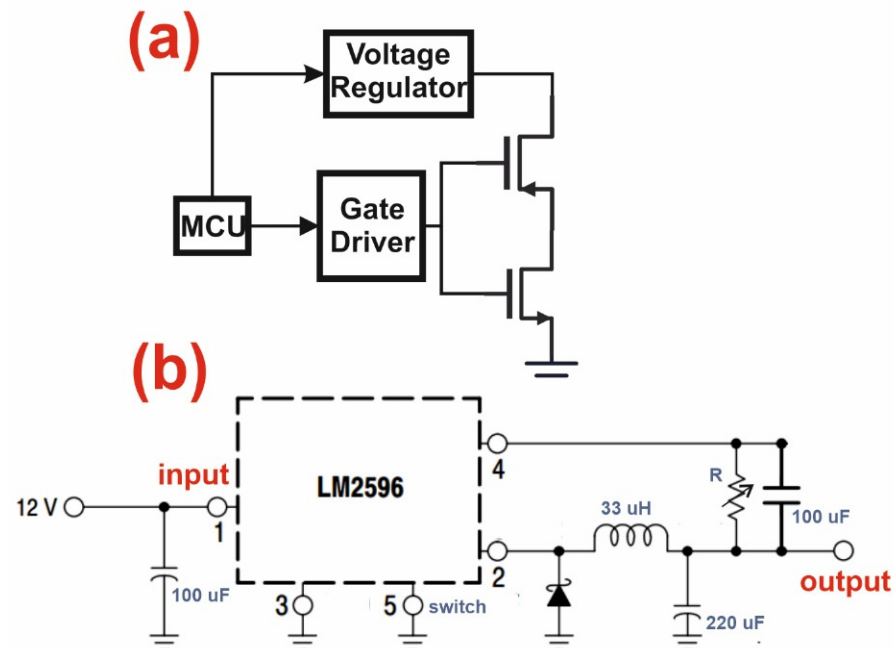 (a)
Voltage
Regulator
MCU
Gate
Driver
(b)
input
12 V
1
100 uF
LM2596
3
5
switch
4
2
33 uH
R
100 uF
output
220 uF